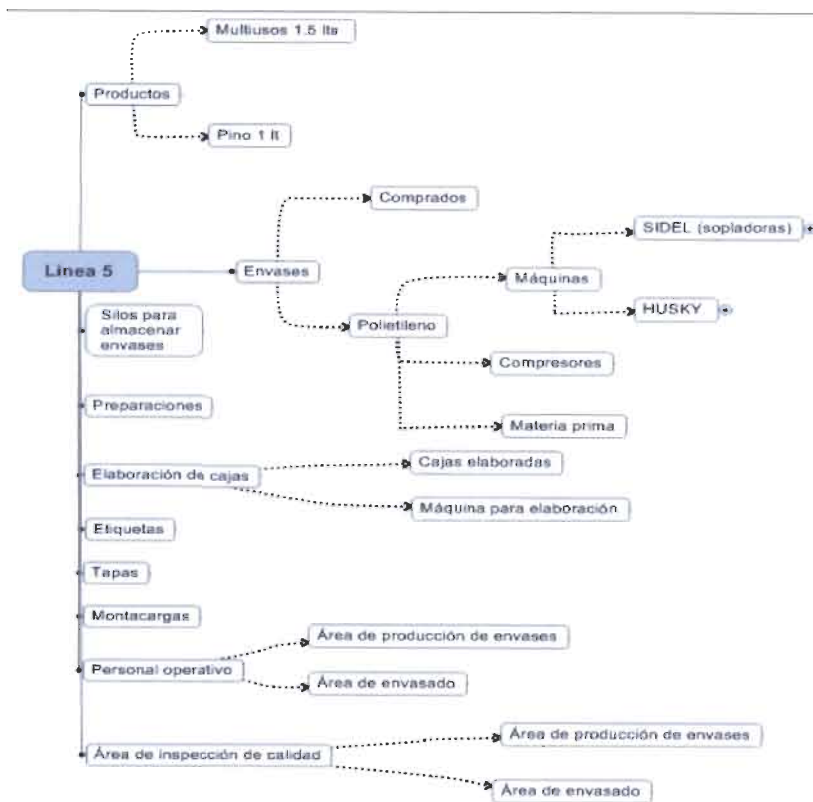 Multiusos 1.5 lts
Productos
Pino 1 lt
Comprados
SIDEL (sopladoras)
Línea 5
Envases
Máquinas
HUSKY
Silos para
almacenar
envases
Polietileno
Compresores
Preparaciones
Materia prima
Cajas elaboradas
Elaboración de cajas
Máquina para elaboración
Etiquetas
Tapas
Montacargas
Área de producción de envases
Personal operativo
Área de envasado
Área de producción de envases
Área de inspección de calidad
Área de envasado